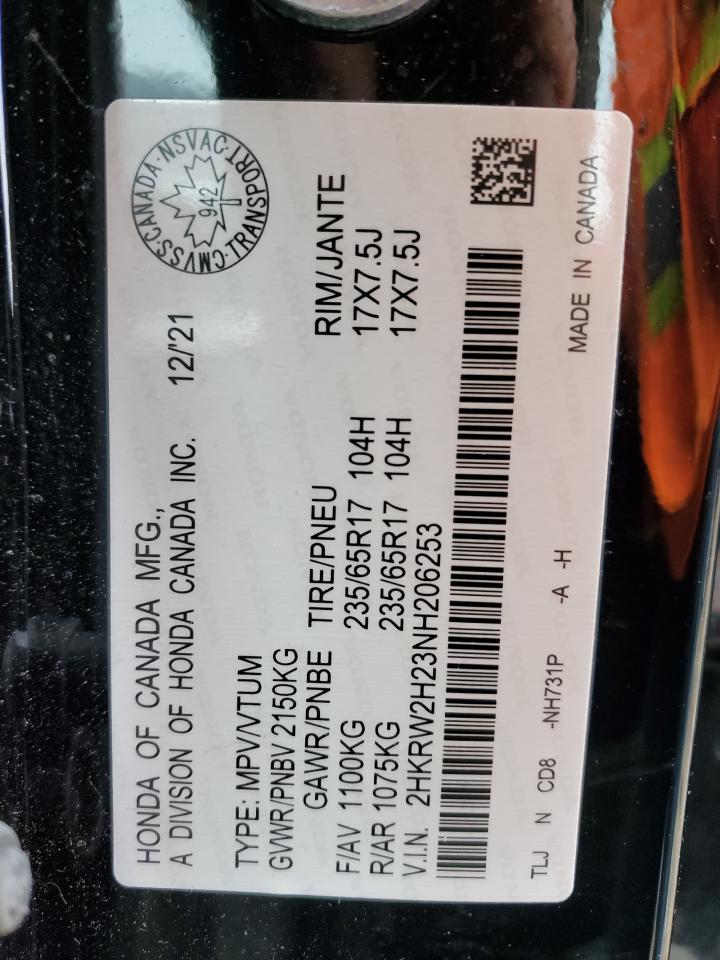 HONDA OF CANADA MFG.,
A DIVISION OF HONDA CANADA INC. 12/'21
CMVSS·CANADA·NSVAC·TRANSPORT·
942
TYPE: MPV/VTUM
GVWR/PNBV 2150KG
GAWR/PNBE TIRE/PNEU RIM/JANTE
F/AV 1100KG 235/65R17 104H 17X7.5J
R/AR 1075KG 235/65R17 104H 17X7.5J
V.I.N. 2HKRW2H23NH206253
TLJ N CD8 -NH731P -A -H MADE IN CANADA